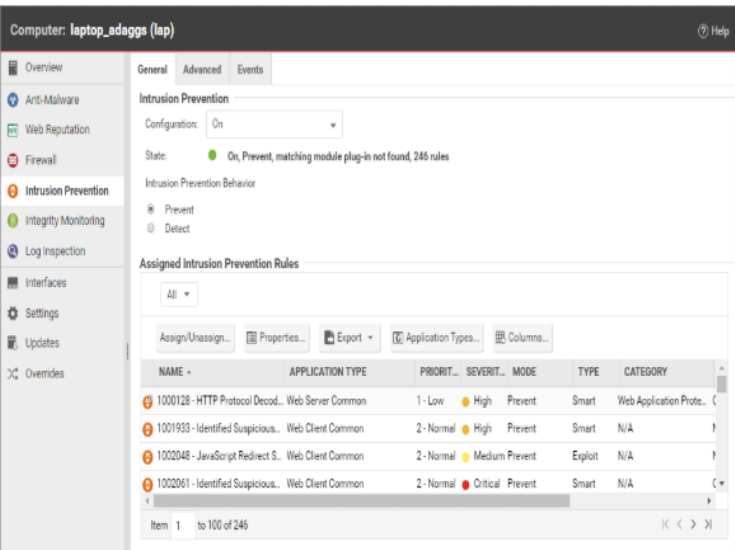 Computer: laptop_adaggs (lap)
Help
Overview
Anti-Malware
Web Reputation
Firewall
Intrusion Prevention
Integrity Monitoring
Log Inspection
Interfaces
Settings
Updates
Overrides
General Advanced Events
Intrusion Prevention
Configuration: On
State: On, Prevent, matching module plug-in not found, 246 rules
Intrusion Prevention Behavior
Prevent
Detect
Assigned Intrusion Prevention Rules
All
Assign/Unassign... Properties... Export Application Types... Columns...
NAME APPLICATION TYPE PRIORIT... SEVERIT... MODE TYPE CATEGORY
1000128 - HTTP Protocol Decod... Web Server Common 1 - Low High Prevent Smart Web Application Prote...
1001933 - Identified Suspicious... Web Client Common 2 - Normal High Prevent Smart N/A
1002048 - JavaScript Redirect S... Web Client Common 2 - Normal Medium Prevent Exploit N/A
1002061 - Identified Suspicious... Web Client Common 2 - Normal Critical Prevent Smart N/A
Item 1 to 100 of 246